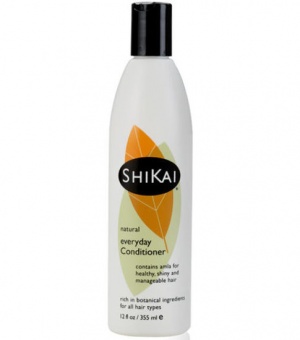 SHIKAI®
natural
everyday
Conditioner
contains amla for
healthy, shiny and
manageable hair
rich in botanical ingredients
for all hair types
12 fl oz / 355 ml e